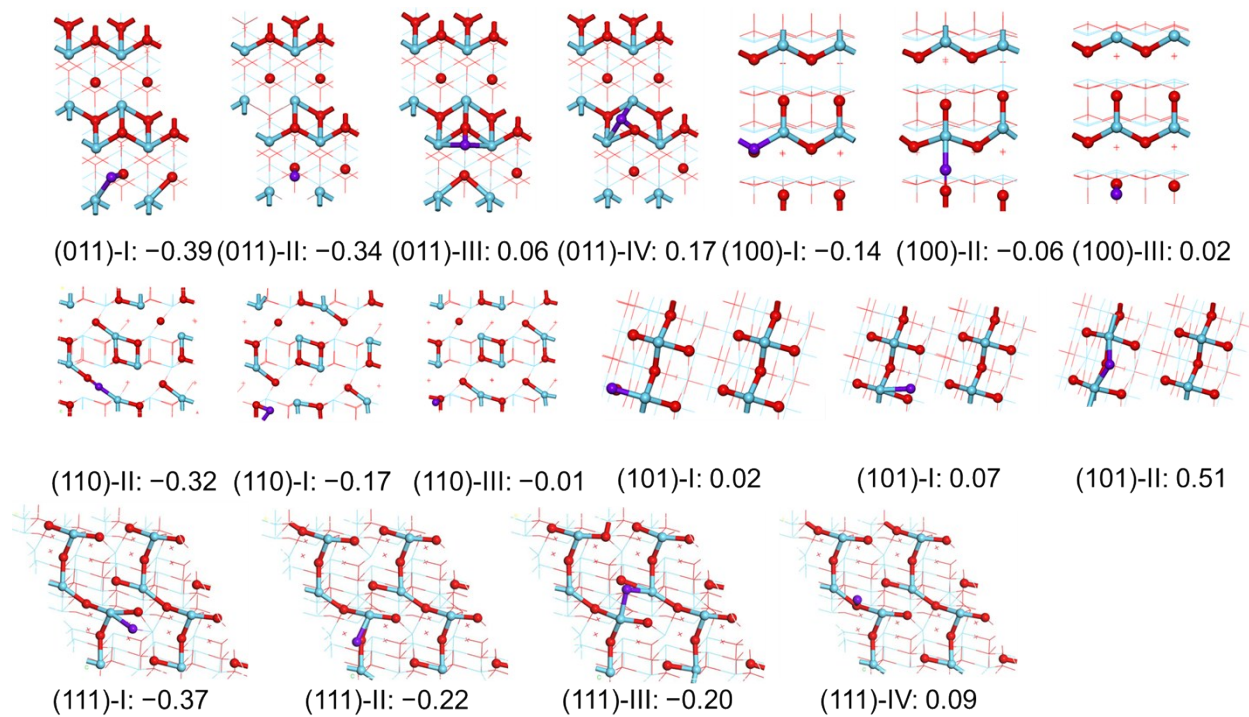 (011)-I: −0.39 (011)-II: −0.34 (011)-III: 0.06 (011)-IV: 0.17 (100)-I: −0.14 (100)-II: −0.06 (100)-III: 0.02
(110)-II: −0.32 (110)-I: −0.17 (110)-III: −0.01 (101)-I: 0.02 (101)-I: 0.07 (101)-II: 0.51
(111)-I: −0.37 (111)-II: −0.22 (111)-III: −0.20 (111)-IV: 0.09